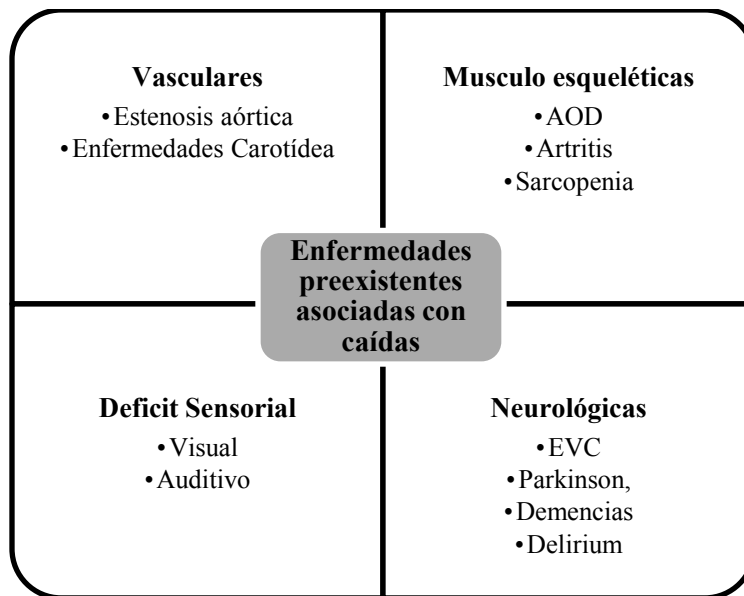 Vasculares
•Estenosis aórtica
•Enfermedades Carotídea
Musculo esqueléticas
•AOD
•Artritis
•Sarcopenia
Enfermedades
preexistentes
asociadas con
caídas
Deficit Sensorial
•Visual
•Auditivo
Neurológicas
•EVC
•Parkinson,
•Demencias
•Delirium